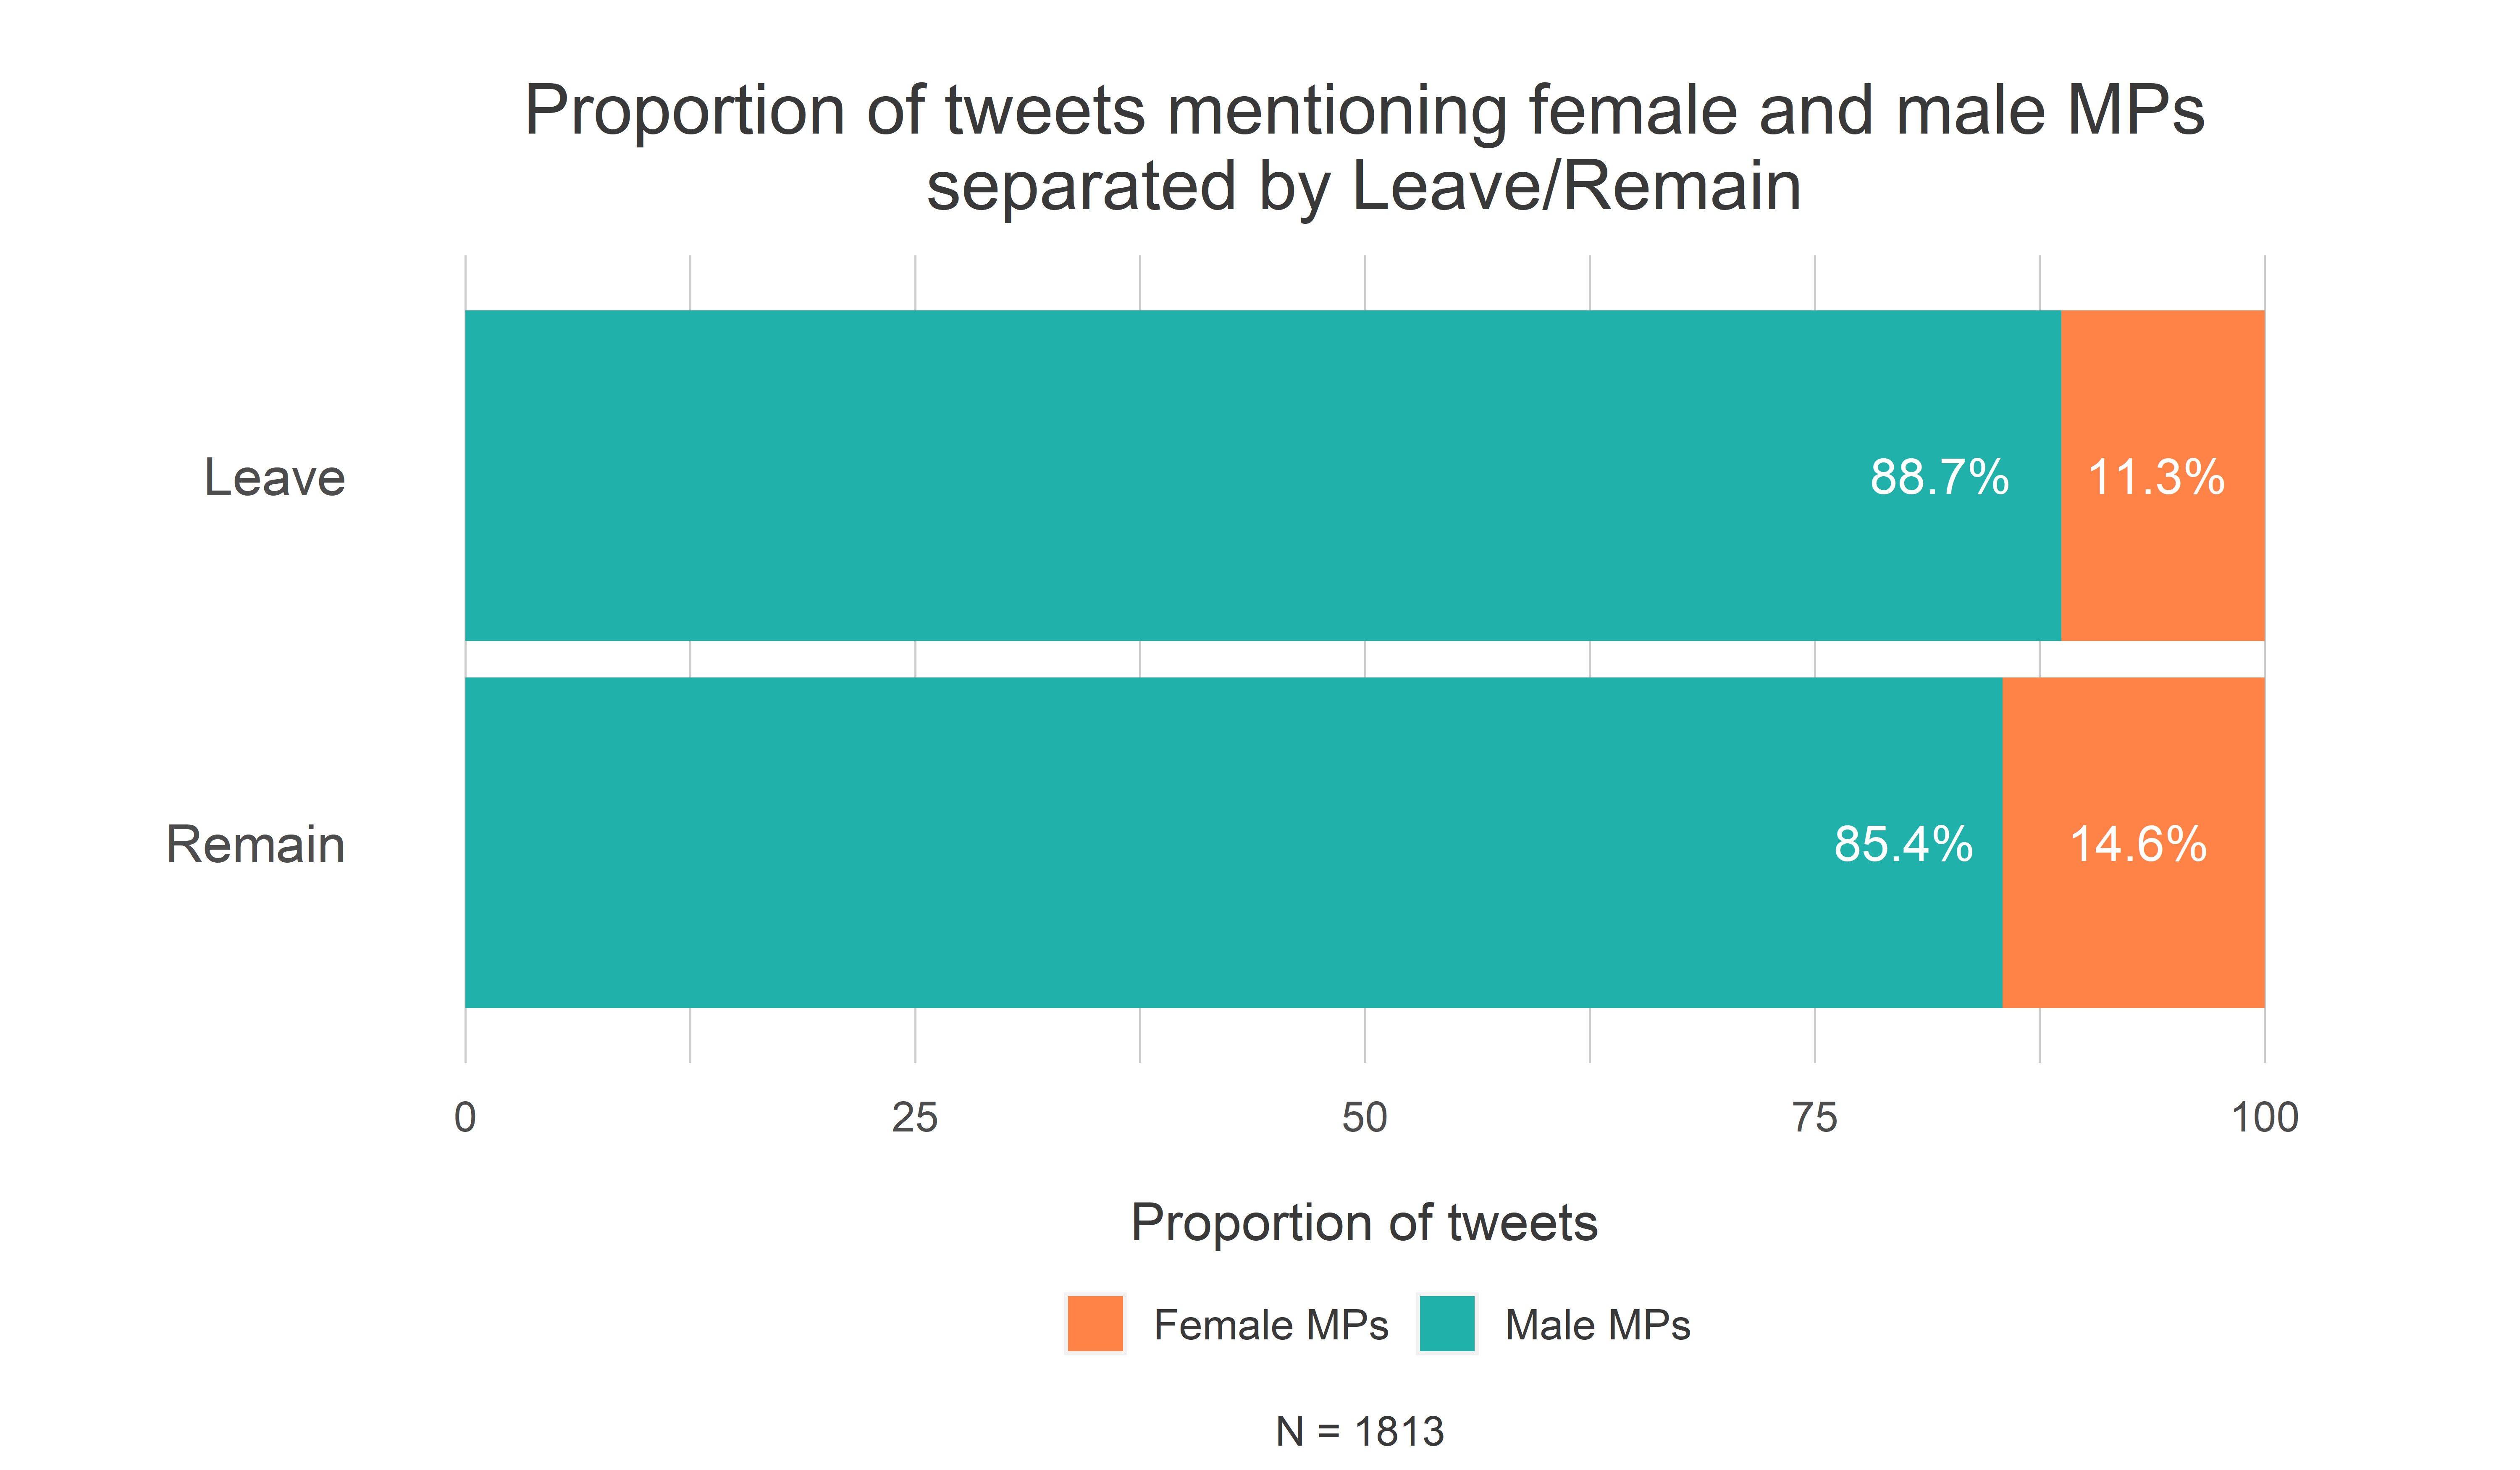 Proportion of tweets mentioning female and male MPs
separated by Leave/Remain
Leave
88.7%
11.3%
Remain
85.4%
14.6%
0
25
50
75
100
Proportion of tweets
Female MPs
Male MPs
N = 1813